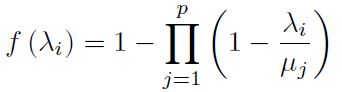 f (λ_i) = 1 − ∏_{j=1}^{p} (1 − λ_i / μ_j)